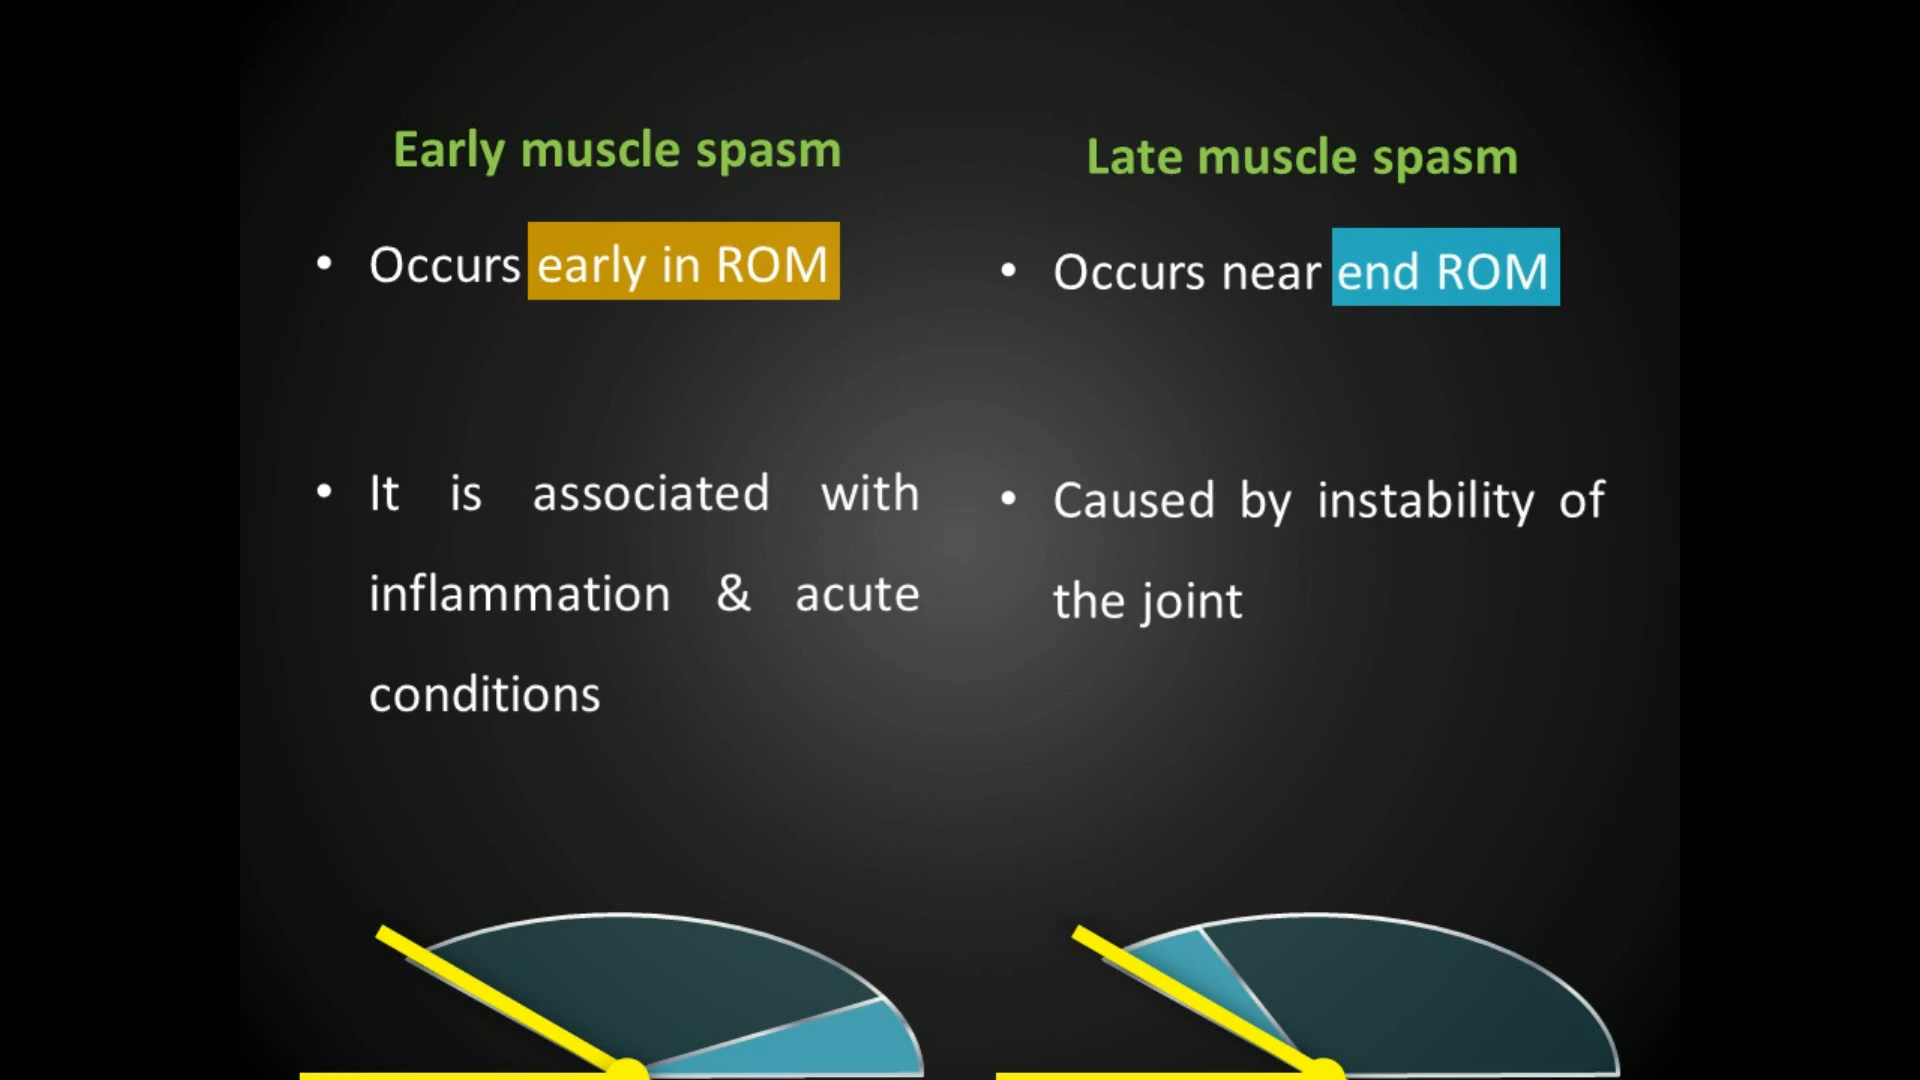 Early muscle spasm
• Occurs early in ROM
• It is associated with
inflammation & acute
conditions
Late muscle spasm
• Occurs near end ROM
• Caused by instability of
the joint